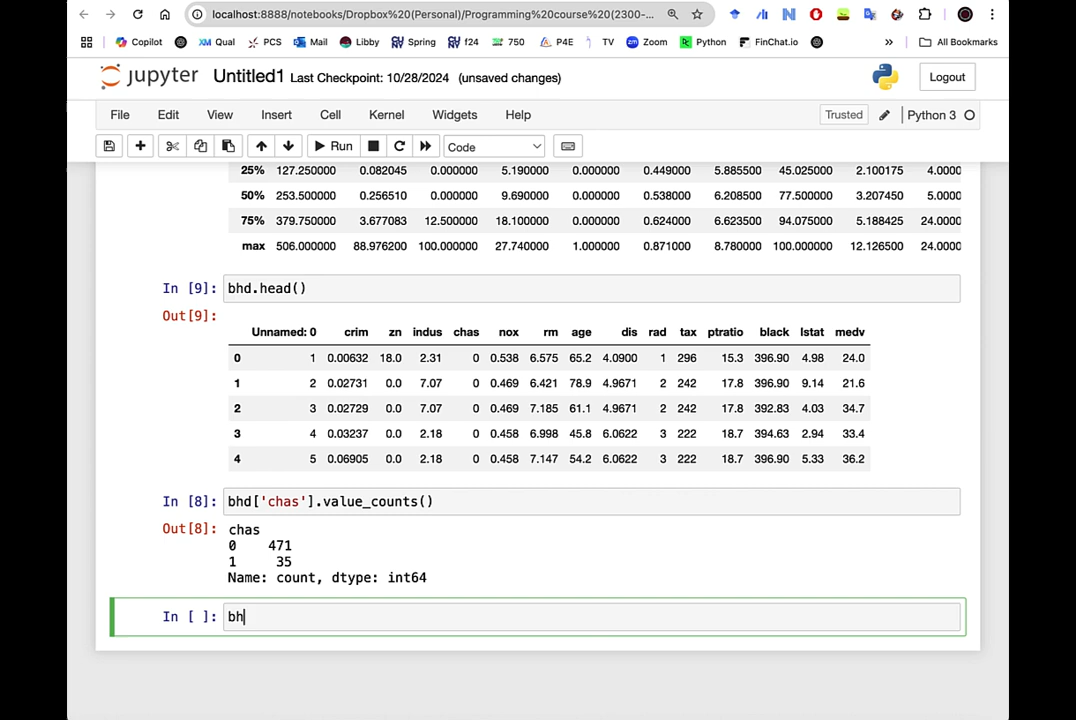 localhost:8888/notebooks/Dropbox%20(Personal)/Programming%20course%20(2300-...
Copilot Qual PCS Mail Libby Spring f24 750 P4E TV Zoom Python FinChat.io » All Bookmarks
jupyter Untitled1 Last Checkpoint: 10/28/2024 (unsaved changes) Logout
File Edit View Insert Cell Kernel Widgets Help Trusted Python 3
Run Code
25% 127.250000 0.082045 0.000000 5.190000 0.000000 0.449000 5.885500 45.025000 2.100175 4.0000
50% 253.500000 0.256510 0.000000 9.690000 0.000000 0.538000 6.208500 77.500000 3.207450 5.0000
75% 379.750000 3.677083 12.500000 18.100000 0.000000 0.624000 6.623500 94.075000 5.188425 24.0000
max 506.000000 88.976200 100.000000 27.740000 1.000000 0.871000 8.780000 100.000000 12.126500 24.0000
In [9]: bhd.head()
Out[9]:
Unnamed: 0 crim zn indus chas nox rm age dis rad tax ptratio black lstat medv
0 1 0.00632 18.0 2.31 0 0.538 6.575 65.2 4.0900 1 296 15.3 396.90 4.98 24.0
1 2 0.02731 0.0 7.07 0 0.469 6.421 78.9 4.9671 2 242 17.8 396.90 9.14 21.6
2 3 0.02729 0.0 7.07 0 0.469 7.185 61.1 4.9671 2 242 17.8 392.83 4.03 34.7
3 4 0.03237 0.0 2.18 0 0.458 6.998 45.8 6.0622 3 222 18.7 394.63 2.94 33.4
4 5 0.06905 0.0 2.18 0 0.458 7.147 54.2 6.0622 3 222 18.7 396.90 5.33 36.2
In [8]: bhd['chas'].value_counts()
Out[8]: chas
0 471
1 35
Name: count, dtype: int64
In [ ]: bh